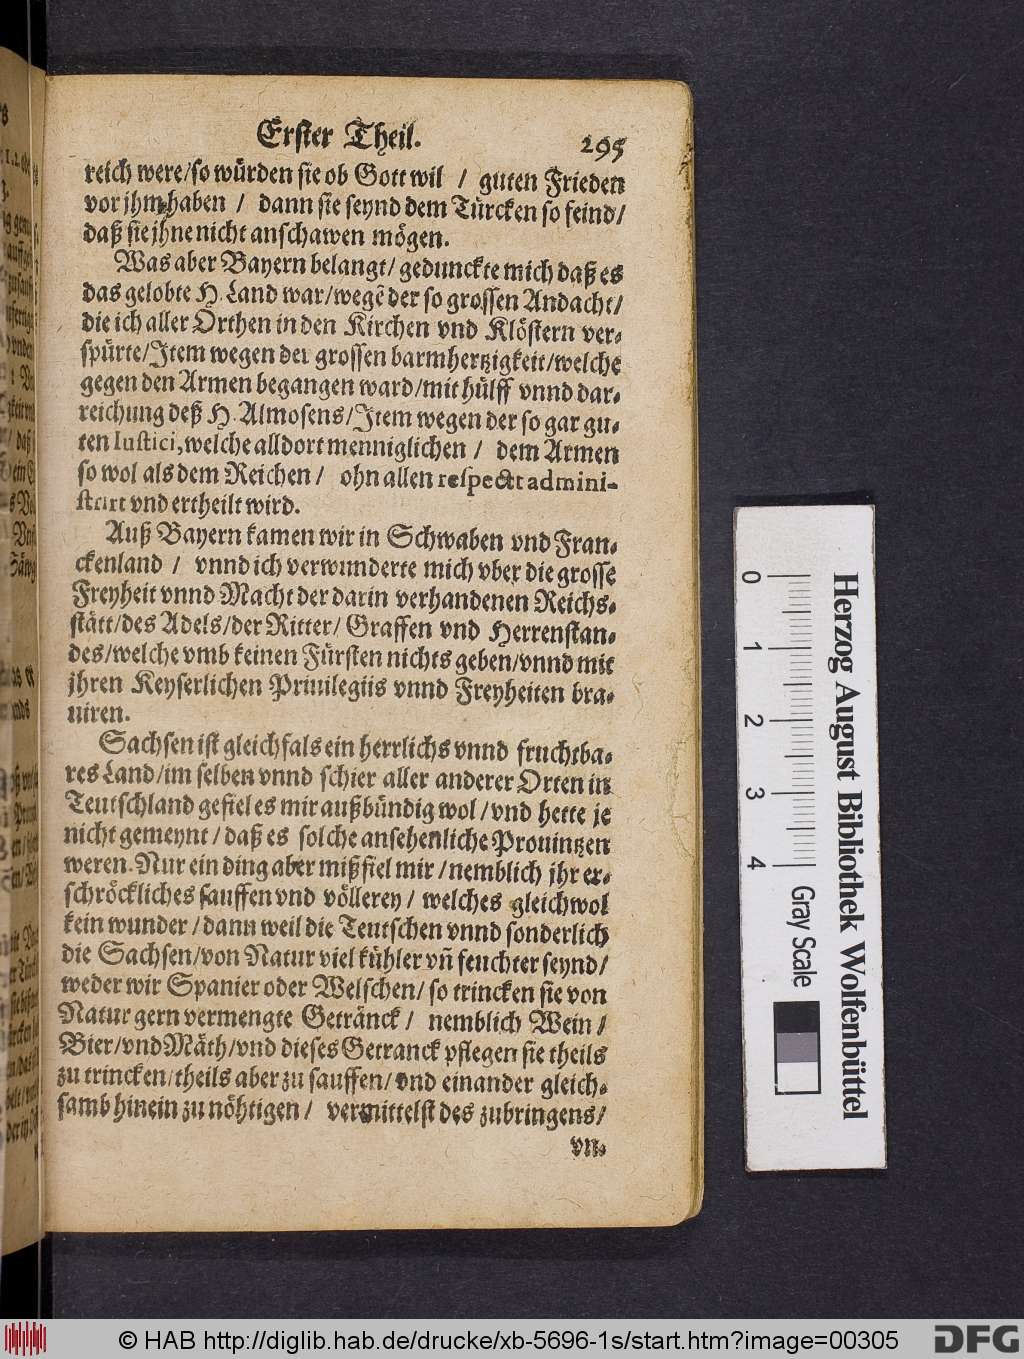 Erster Theil. 295
reich were/so würden sie ob Gott wil / guten Frieden
vor jhm haben / dann sie seynd dem Türcken so feind/
daß sie jhne nicht anschawen mögen.
Was aber Bayern belangt/ gedunckte mich daß es
das gelobte H. Land war/wegẽ der so grossen Andacht/
die ich aller Orthen in den Kirchen vnd Klöstern ver-
spürte/Item wegen der grossen barmhertzigkeit/welche
gegen den Armen begangen ward/mit hülff vnnd dar-
reichung deß H. Almosens/Item wegen der so gar gu-
ten Iustici, welche alldort menniglichen / dem Armen
so wol als dem Reichen / ohn allen respect admini-
strirt vnd ertheilt wird.
Auß Bayern kamen wir in Schwaben vnd Fran-
ckenland / vnnd ich verwunderte mich vber die grosse
Freyheit vnnd Macht der darin verhandenen Reichs-
stätt/des Adels/der Ritter/ Graffen vnd Herrenstan-
des/welche vmb keinen Fürsten nichts geben/vnnd mit
jhren Keyserlichen Priuilegiis vnnd Freyheiten bra-
uiren.
Sachsen ist gleichfals ein herrlichs vnnd fruchtba-
res Land/im selben vnnd schier aller anderer Orten in
Teutschland gefiel es mir außbündig wol/vnd hette je
nicht gemeynt/daß es solche ansehenliche Prouintzen
weren. Nur ein ding aber mißfiel mir/nemblich jhr er-
schröckliches sauffen vnd völlerey/ welches gleichwol
kein wunder/dann weil die Teutschen vnnd sonderlich
die Sachsen/von Natur viel kühler vñ feuchter seynd/
weder wir Spanier oder Welschen/ so trincken sie von
Natur gern vermengte Getränck / nemblich Wein /
Bier/vnd Mäth/vnd dieses Getranck pflegen sie theils
zu trincken/theils aber zu sauffen/ vnd einander gleich-
samb hinein zu nöhtigen / vermittelst des zubringens/
vn-
0 1 2 3 4 Gray Scale
Herzog August Bibliothek Wolfenbüttel
© HAB http://diglib.hab.de/drucke/xb-5696-1s/start.htm?image=00305
DFG